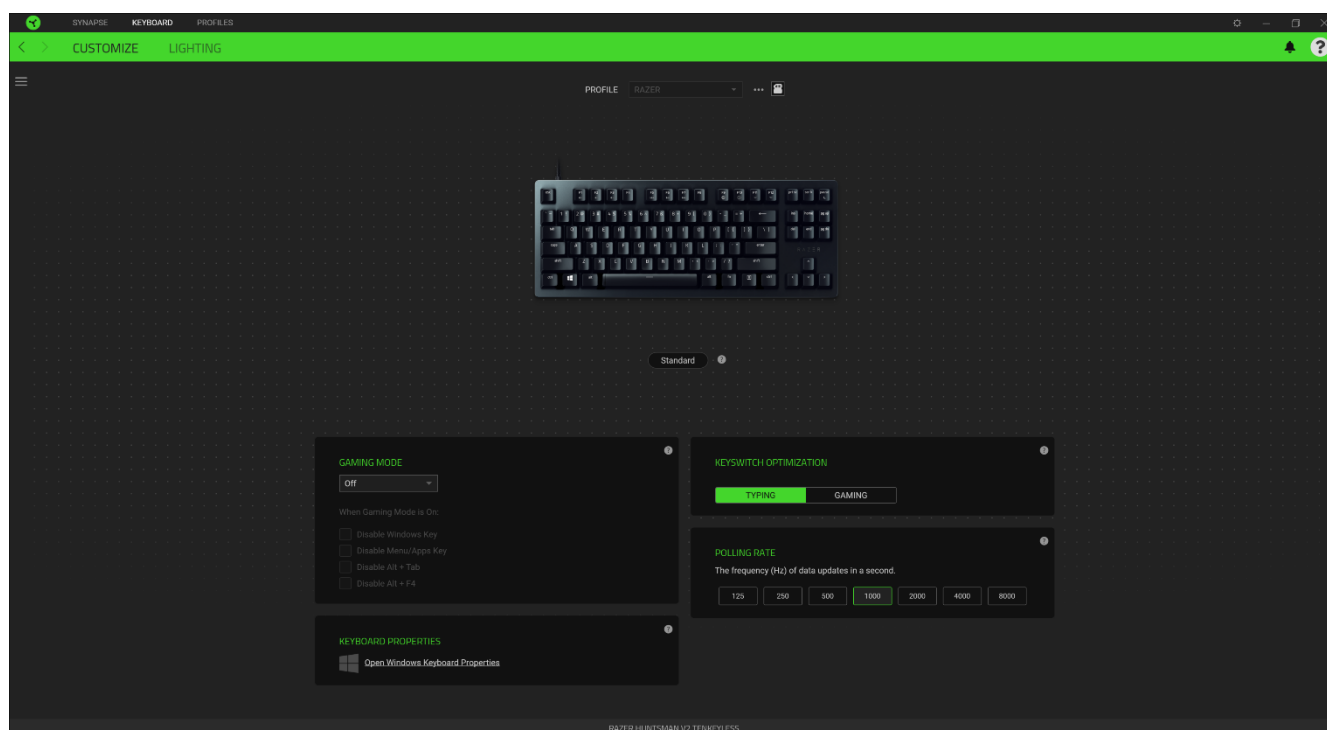 SYNAPSE KEYBOARD PROFILES
CUSTOMIZE LIGHTING
PROFILE RAZER
Standard
GAMING MODE
Off
When Gaming Mode is On:
Disable Windows Key
Disable Menu/Apps Key
Disable Alt + Tab
Disable Alt + F4
KEYBOARD PROPERTIES
Open Windows Keyboard Properties
KEYSWITCH OPTIMIZATION
TYPING GAMING
POLLING RATE
The frequency (Hz) of data updates in a second.
125 250 500 1000 2000 4000 8000
RAZER HUNTSMAN V2 TENKEYLESS